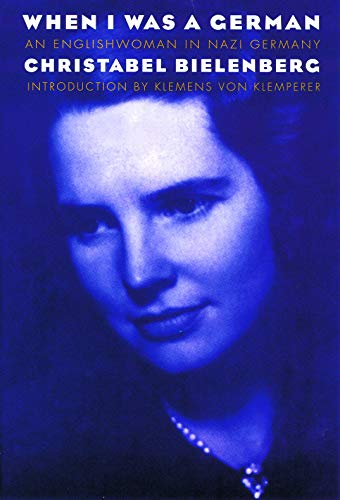 WHEN I WAS A GERMAN
AN ENGLISHWOMAN IN NAZI GERMANY
CHRISTABEL BIELENBERG
INTRODUCTION BY KLEMENS VON KLEMPERER